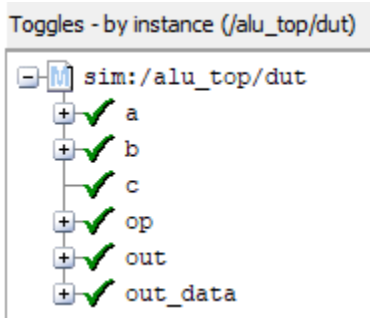 Toggles - by instance (/alu_top/dut)
M sim:/alu_top/dut
a
b
c
op
out
out_data